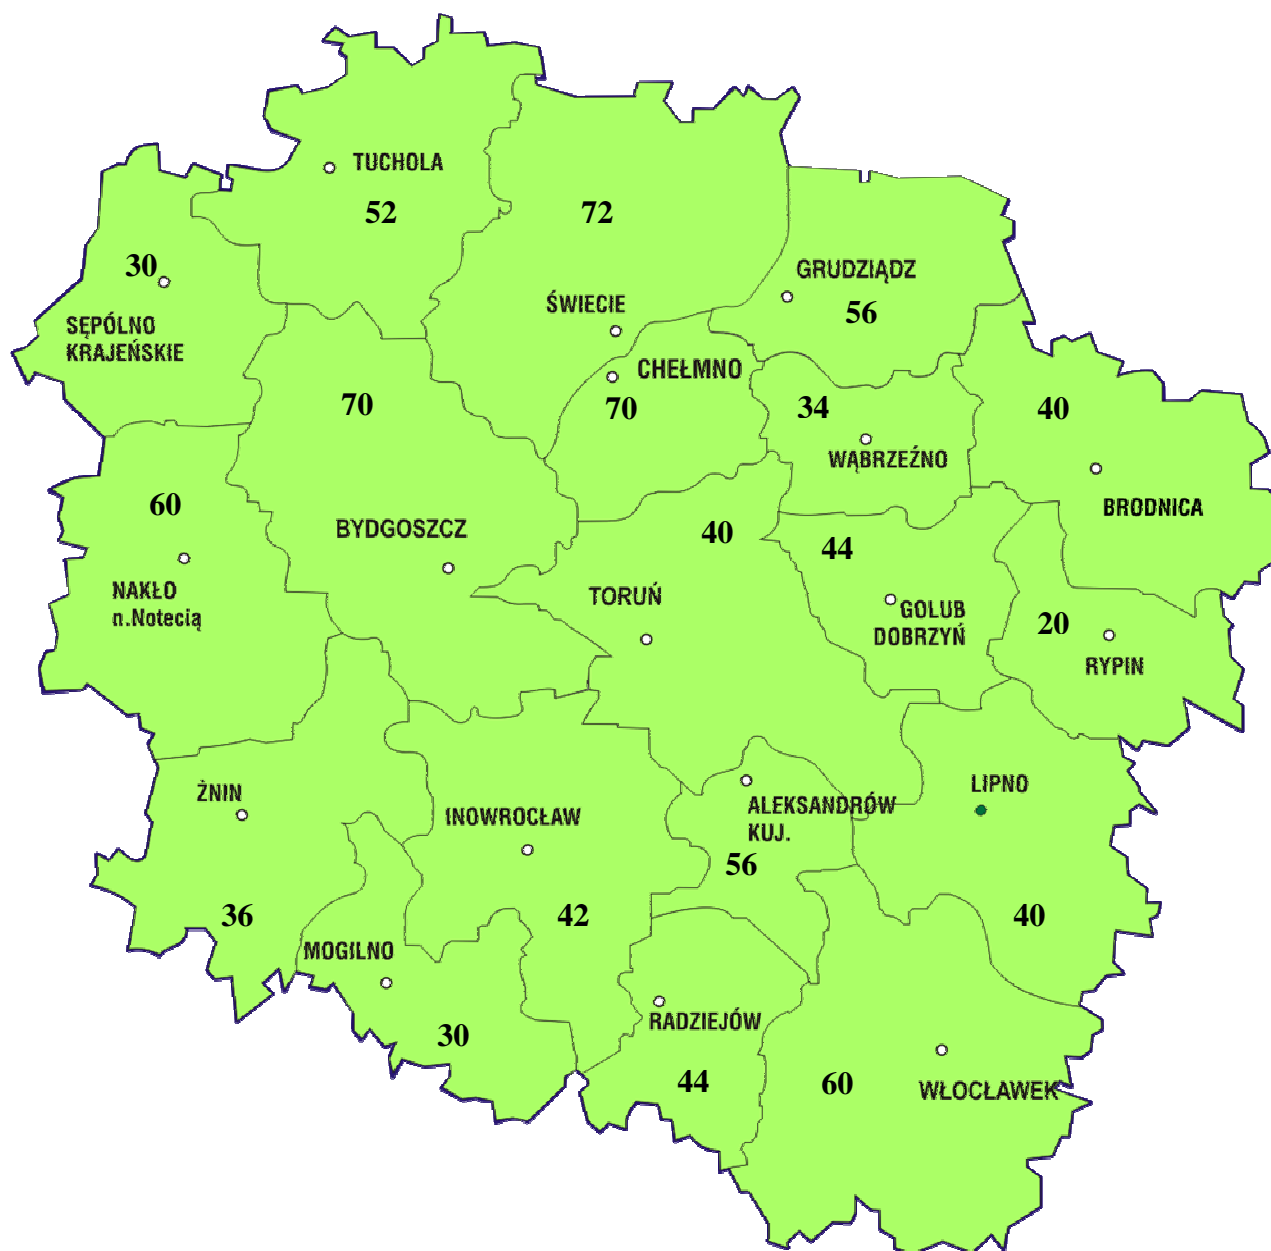 TUCHOLA
52
72
30
SĘPÓLNO
KRAJEŃSKIE
ŚWIECIE
GRUDZIĄDZ
56
CHEŁMNO
70
70
34
WĄBRZEŹNO
40
BRODNICA
60
NAKŁO
n.Notecią
BYDGOSZCZ
40
TORUŃ
44
GOLUB
DOBRZYŃ
20
RYPIN
ŻNIN
36
INOWROCŁAW
42
ALEKSANDRÓW
KUJ.
56
LIPNO
40
MOGILNO
30
RADZIEJÓW
44
60
WŁOCŁAWEK